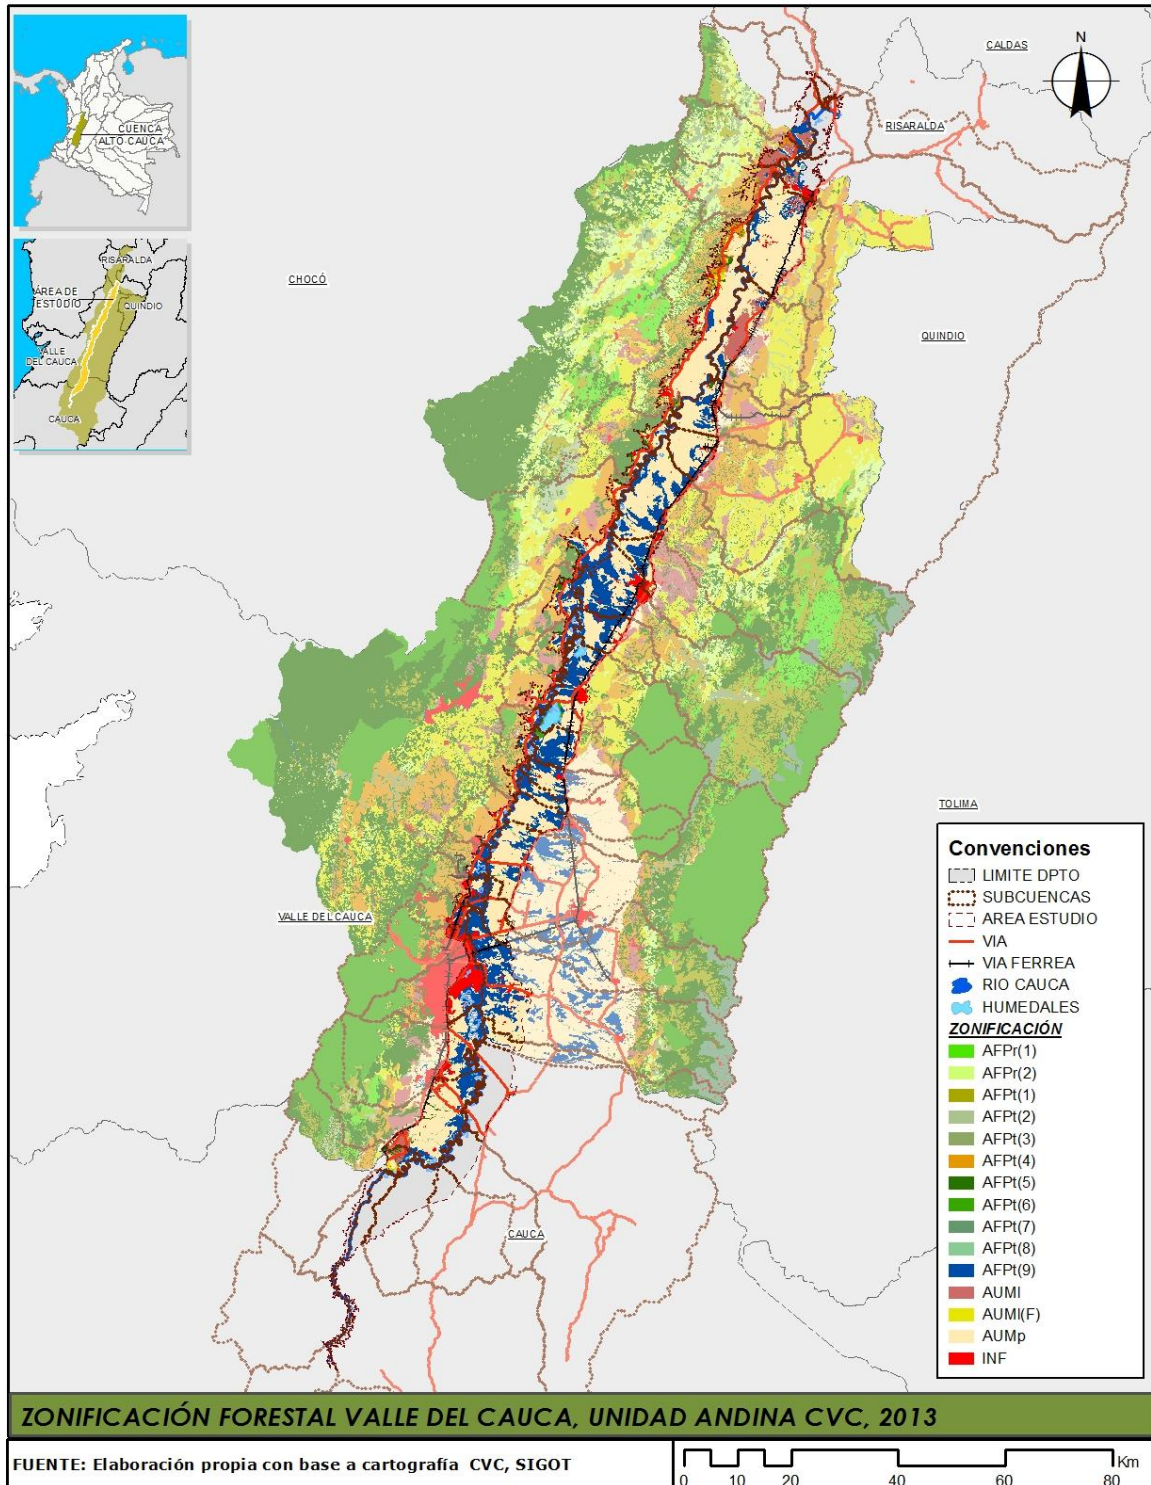 CUENCA
ALTO CAUCA
RISARALDA
ÁREA DE
ESTUDIO
QUINDIO
VALLE
DEL CAUCA
CAUCA
N
CALDAS
RISARALDA
CHOCÓ
QUINDIO
TOLIMA
VALLE DEL CAUCA
CAUCA
Convenciones
LIMITE DPTO
SUBCUENCAS
AREA ESTUDIO
VIA
VIA FERREA
RIO CAUCA
HUMEDALES
ZONIFICACIÓN
AFPr(1)
AFPr(2)
AFPt(1)
AFPt(2)
AFPt(3)
AFPt(4)
AFPt(5)
AFPt(6)
AFPt(7)
AFPt(8)
AFPt(9)
AUMI
AUMI(F)
AUMp
INF
ZONIFICACIÓN FORESTAL VALLE DEL CAUCA, UNIDAD ANDINA CVC, 2013
FUENTE: Elaboración propia con base a cartografía CVC, SIGOT
Km
0 10 20 40 60 80